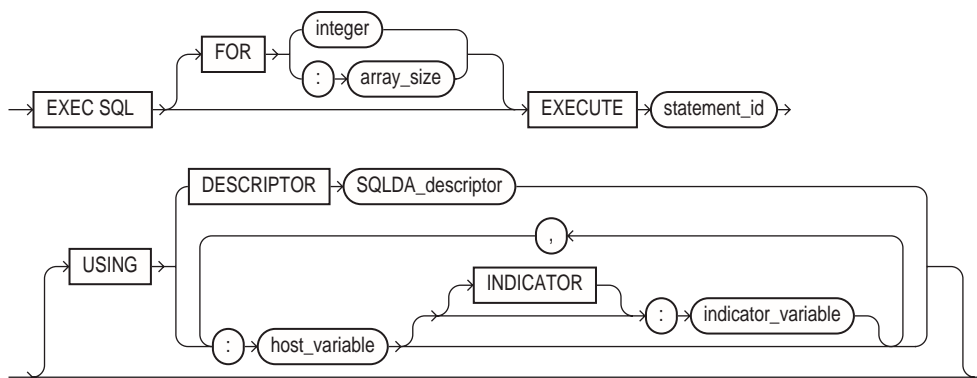 integer
FOR
: array_size
EXEC SQL EXECUTE statement_id
DESCRIPTOR SQLDA_descriptor
,
USING
INDICATOR
: host_variable : indicator_variable